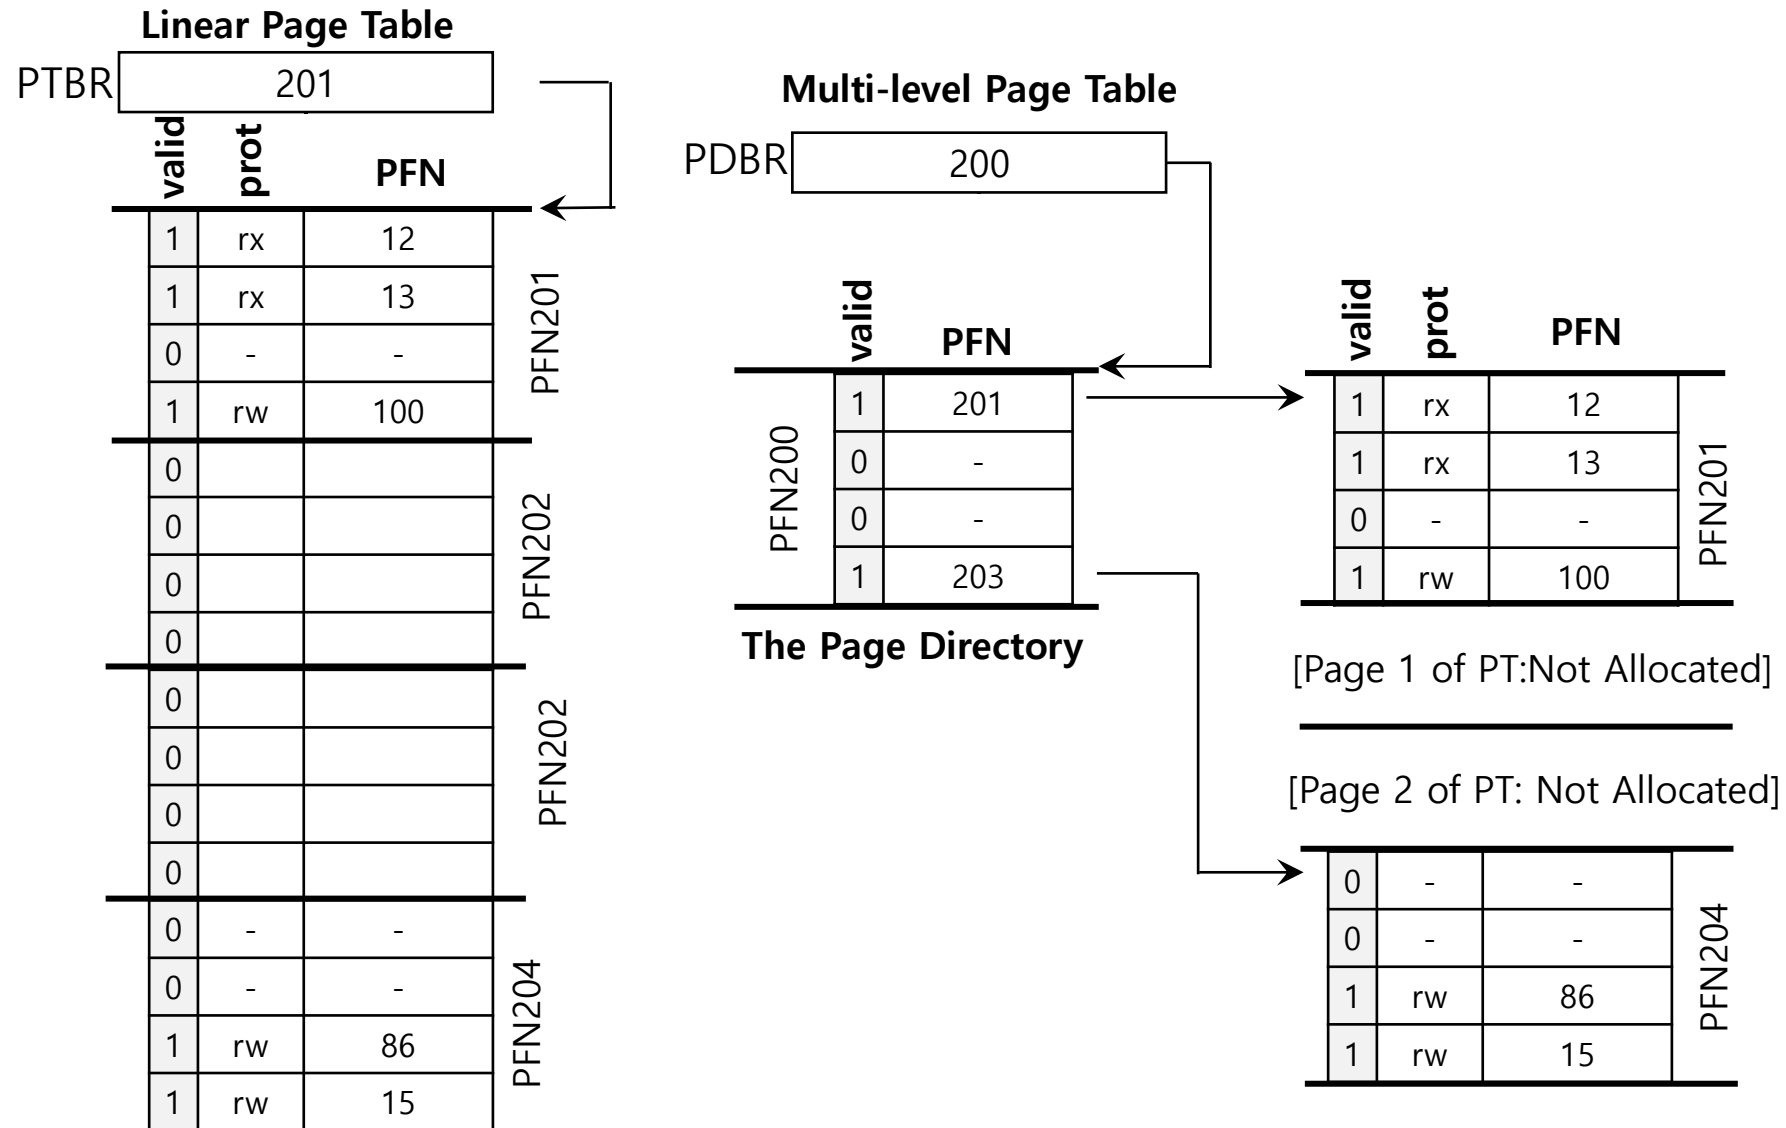 Linear Page Table
PTBR 201
valid prot PFN
1 rx 12
1 rx 13
0 - -
1 rw 100
PFN201
0
0
0
0
PFN202
0
0
0
0
PFN202
0 - -
0 - -
1 rw 86
1 rw 15
PFN204
Multi-level Page Table
PDBR 200
valid PFN
1 201
0 -
0 -
1 203
PFN200
The Page Directory
valid prot PFN
1 rx 12
1 rx 13
0 - -
1 rw 100
PFN201
[Page 1 of PT:Not Allocated]
[Page 2 of PT: Not Allocated]
0 - -
0 - -
1 rw 86
1 rw 15
PFN204